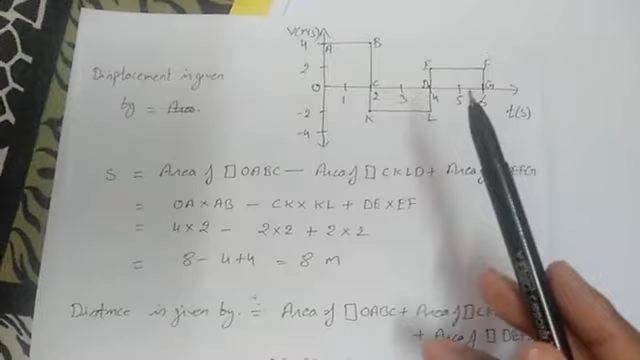 V(m/s)
4 A B
2 E F
0 1 C 2 3 D 4 5 G 6 t(s)
-2 K L
-4
Displacement is given
by = Area.
S = Area of □ OABC - Area of □ CKLD + Area of DEFG
= OA × AB - CK × KL + DE × EF
= 4 × 2 - 2 × 2 + 2 × 2
= 8 - 4 + 4 = 8 m
Distance is given by = Area of □ OABC + Area of □
+ Area of □